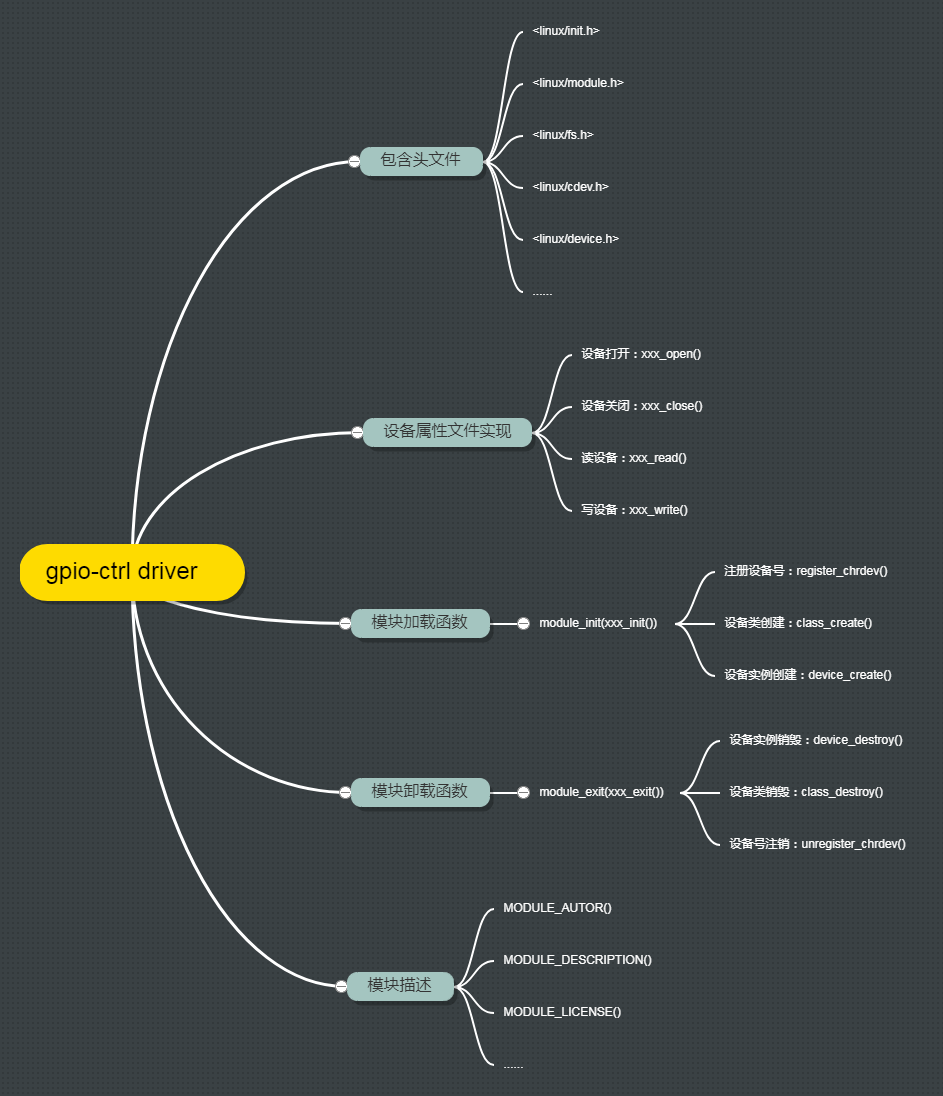 gpio-ctrl driver
包含头文件
<linux/init.h>
<linux/module.h>
<linux/fs.h>
<linux/cdev.h>
<linux/device.h>
......
设备属性文件实现
设备打开：xxx_open()
设备关闭：xxx_close()
读设备：xxx_read()
写设备：xxx_write()
模块加载函数
module_init(xxx_init())
注册设备号：register_chrdev()
设备类创建：class_create()
设备实例创建：device_create()
模块卸载函数
module_exit(xxx_exit())
设备实例销毁：device_destroy()
设备类销毁：class_destroy()
设备号注销：unregister_chrdev()
模块描述
MODULE_AUTOR()
MODULE_DESCRIPTION()
MODULE_LICENSE()
......